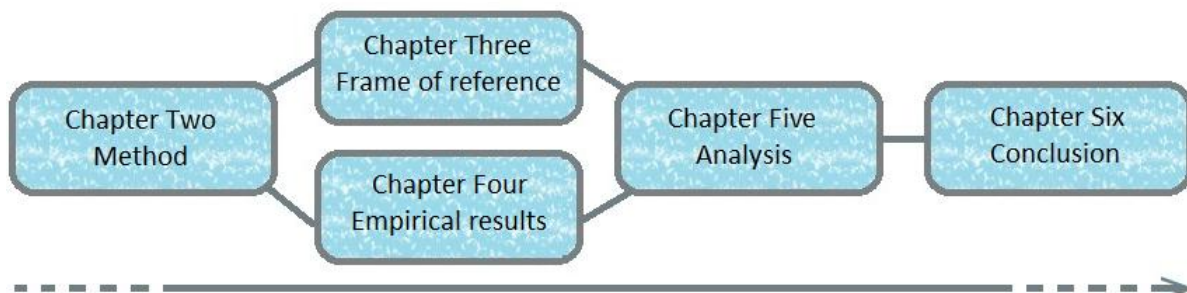 Chapter Two
Method
Chapter Three
Frame of reference
Chapter Four
Empirical results
Chapter Five
Analysis
Chapter Six
Conclusion